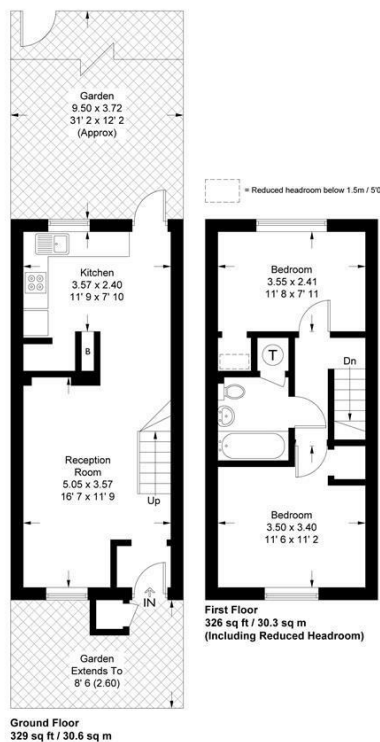 Garden
9.50 x 3.72
31' 2 x 12' 2
(Approx)
= Reduced headroom below 1.5m / 5'0
Kitchen
3.57 x 2.40
11' 9 x 7' 10
B
Reception
Room
5.05 x 3.57
16' 7 x 11' 9
Up
IN
Garden
Extends To
8' 6 (2.60)
Ground Floor
329 sq ft / 30.6 sq m
Bedroom
3.55 x 2.41
11' 8 x 7' 11
T
Dn
Bedroom
3.50 x 3.40
11' 6 x 11' 2
First Floor
326 sq ft / 30.3 sq m
(Including Reduced Headroom)